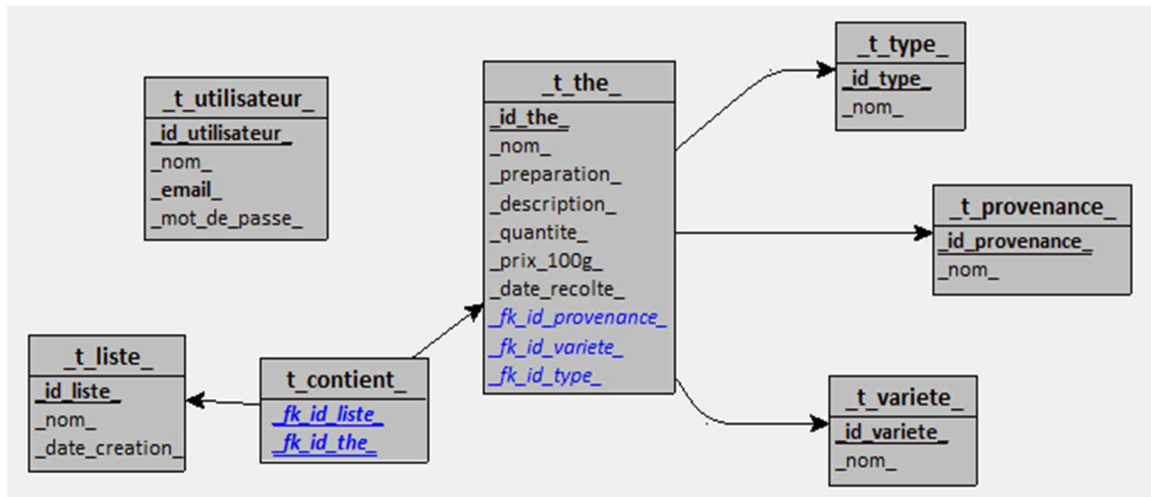 _t_utilisateur_
_id_utilisateur_
_nom_
_email_
_mot_de_passe_
_t_the_
_id_the_
_nom_
_preparation_
_description_
_quantite_
_prix_100g_
_date_recolte_
_fk_id_provenance_
_fk_id_variete_
_fk_id_type_
_t_type_
_id_type_
_nom_
_t_provenance_
_id_provenance_
_nom_
_t_liste_
_id_liste_
_nom_
_date_creation_
t_contient_
_fk_id_liste_
_fk_id_the_
_t_variete_
_id_variete_
_nom_